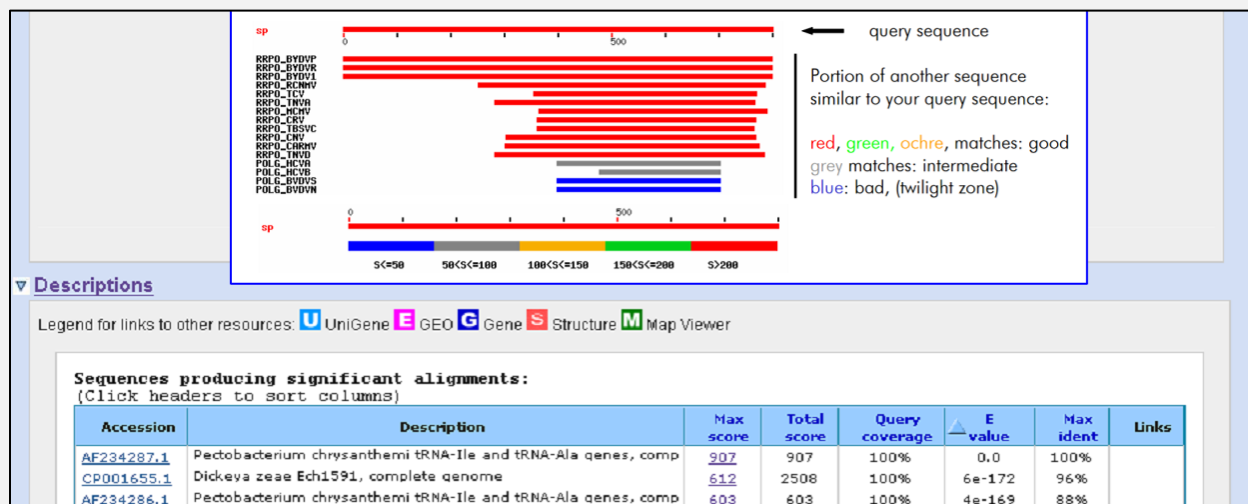 sp
0 500
query sequence
RRPO_BYDVP
RRPO_BYDVR
RRPO_BYDV1
RRPO_RCNMV
RRPO_TCV
RRPO_TNVA
RRPO_MCMV
RRPO_CRV
RRPO_TBSVC
RRPO_CNV
RRPO_CARMV
RRPO_TNVD
POLG_HCVA
POLG_HCVB
POLG_BVDVS
POLG_BVDVN
Portion of another sequence
similar to your query sequence:
red, green, ochre, matches: good
grey matches: intermediate
blue: bad, (twilight zone)
0 500
sp
S<=50 50<S<=100 100<S<=150 150<S<=200 S>200
Descriptions
Legend for links to other resources: U UniGene E GEO G Gene S Structure M Map Viewer
Sequences producing significant alignments:
(Click headers to sort columns)
Accession Description Max score Total score Query coverage E value Max ident Links
AF234287.1 Pectobacterium chrysanthemi tRNA-Ile and tRNA-Ala genes, comp 907 907 100% 0.0 100%
CP001655.1 Dickeya zeae Ech1591, complete genome 612 2508 100% 6e-172 96%
AF234286.1 Pectobacterium chrysanthemi tRNA-Ile and tRNA-Ala genes, comp 603 603 100% 4e-169 88%